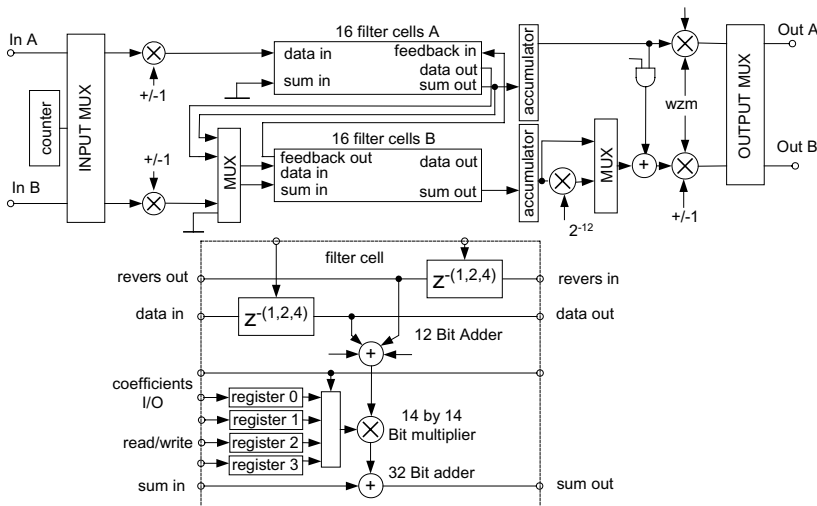 16 filter cells A
In A
INPUT MUX
counter
+/-1
data in
feedback in
sum in
data out
sum out
accumulator
wzm
OUTPUT MUX
Out A
16 filter cells B
+/-1
MUX
feedback out
data in
sum in
data out
sum out
accumulator
2-12
MUX
+
+/-1
In B
Out B
filter cell
revers out
z-(1,2,4)
revers in
data in
z-(1,2,4)
data out
12 Bit Adder
+
coefficients
I/O
register 0
register 1
read/write
register 2
register 3
14 by 14
Bit multiplier
32 Bit adder
sum in
+
sum out